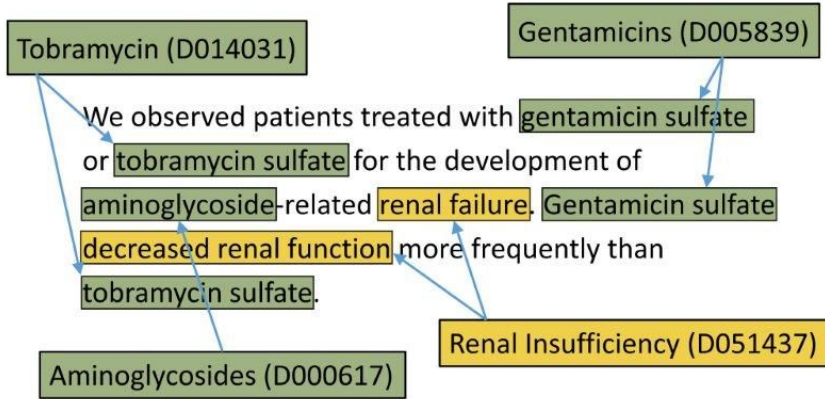 Tobramycin (D014031)
Gentamicins (D005839)
We observed patients treated with gentamicin sulfate
or tobramycin sulfate for the development of
aminoglycoside-related renal failure. Gentamicin sulfate
decreased renal function more frequently than
tobramycin sulfate.
Renal Insufficiency (D051437)
Aminoglycosides (D000617)